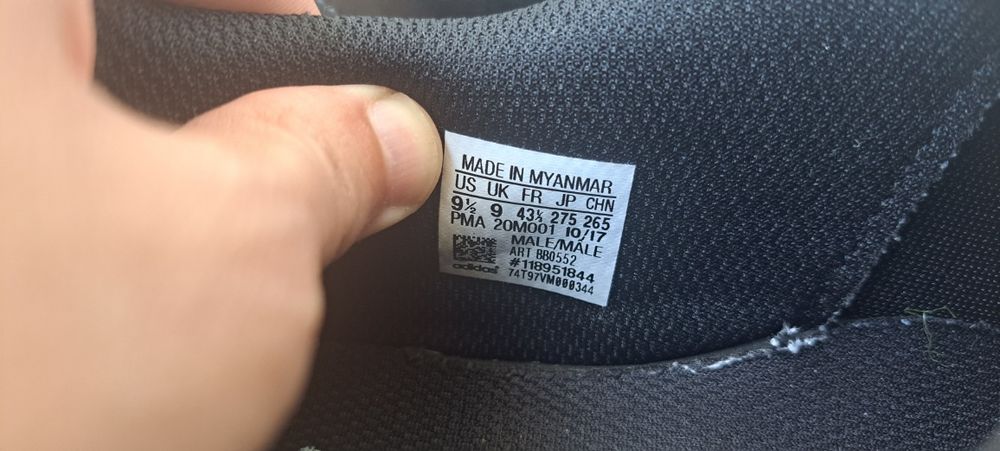 MADE IN MYANMAR
US UK FR JP CHN
9½ 9 43⅓ 275 265
PMA 20M001 10/17
MALE/MÂLE
ART BB0552
#118951844
adidas 74T97VM000344